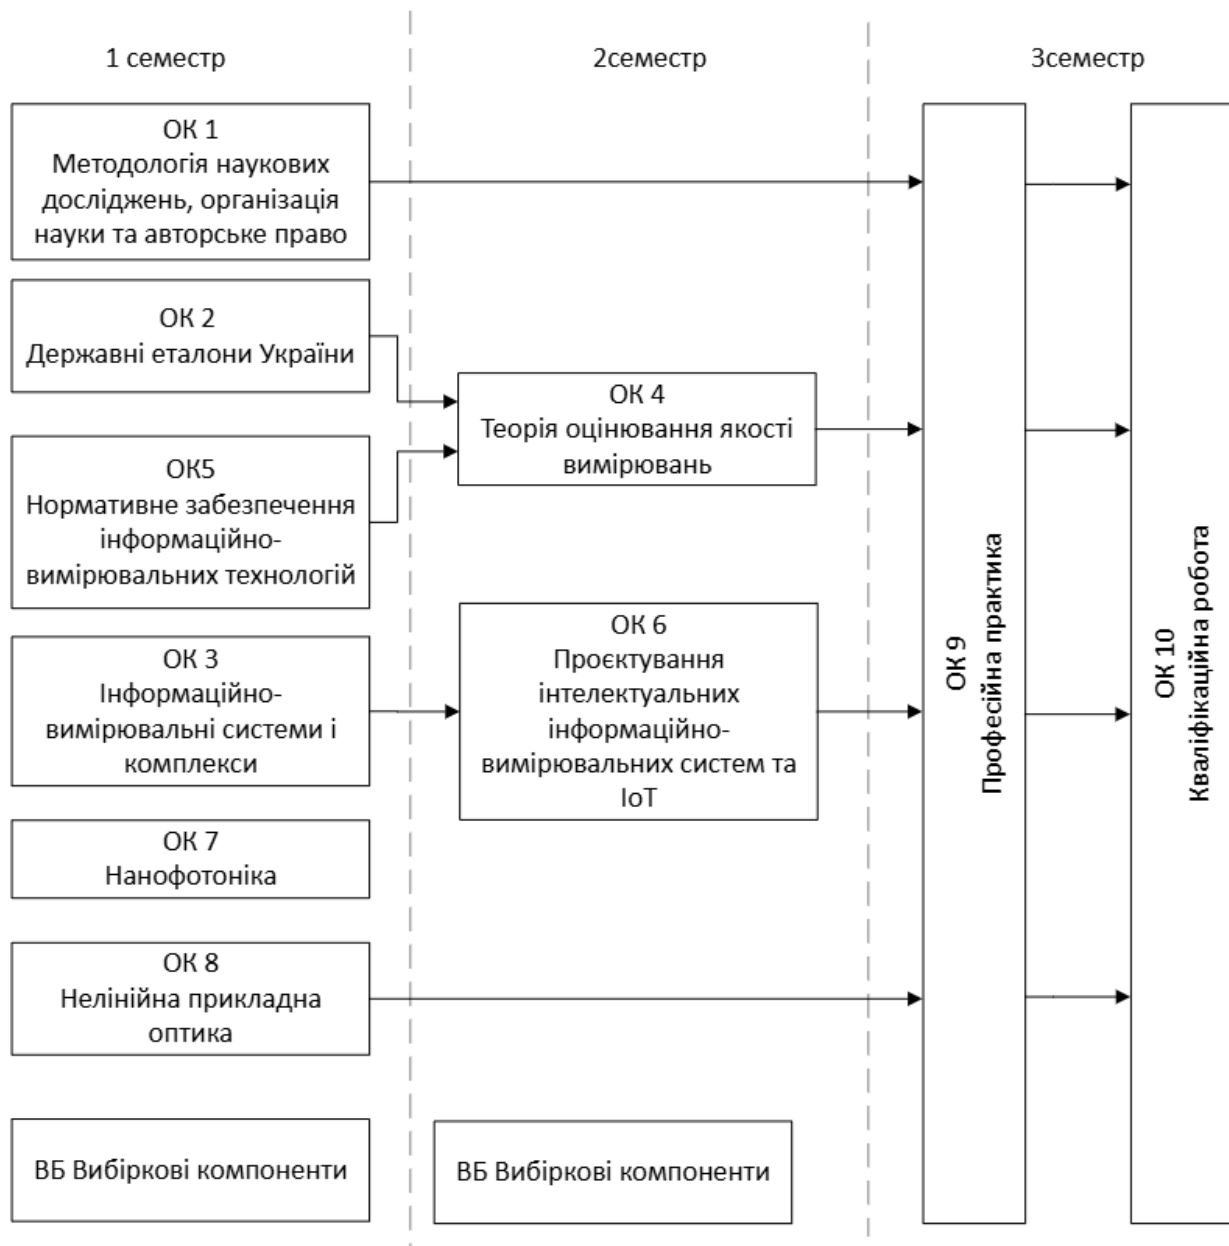 1 семестр
2семестр
3семестр
ОК 1
Методологія наукових
досліджень, організація
науки та авторське право
ОК 2
Державні еталони України
ОК5
Нормативне забезпечення
інформаційно-
вимірювальних технологій
ОК 3
Інформаційно-
вимірювальні системи і
комплекси
ОК 7
Нанофотоніка
ОК 8
Нелінійна прикладна
оптика
ВБ Вибіркові компоненти
ОК 4
Теорія оцінювання якості
вимірювань
ОК 6
Проєктування
інтелектуальних
інформаційно-
вимірювальних систем та
ІоТ
ВБ Вибіркові компоненти
ОК 9
Професійна практика
ОК 10
Кваліфікаційна робота